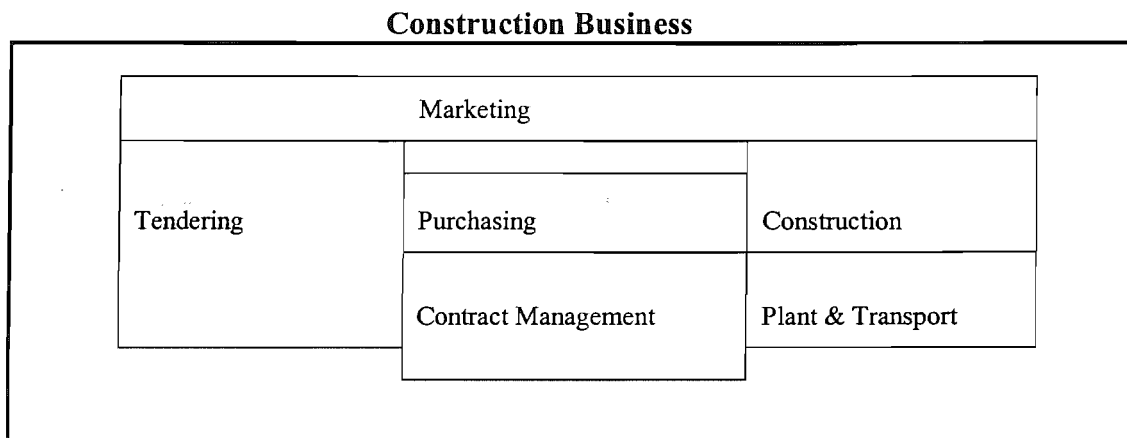 Construction Business
Marketing
Tendering
Purchasing
Construction
Contract Management
Plant & Transport